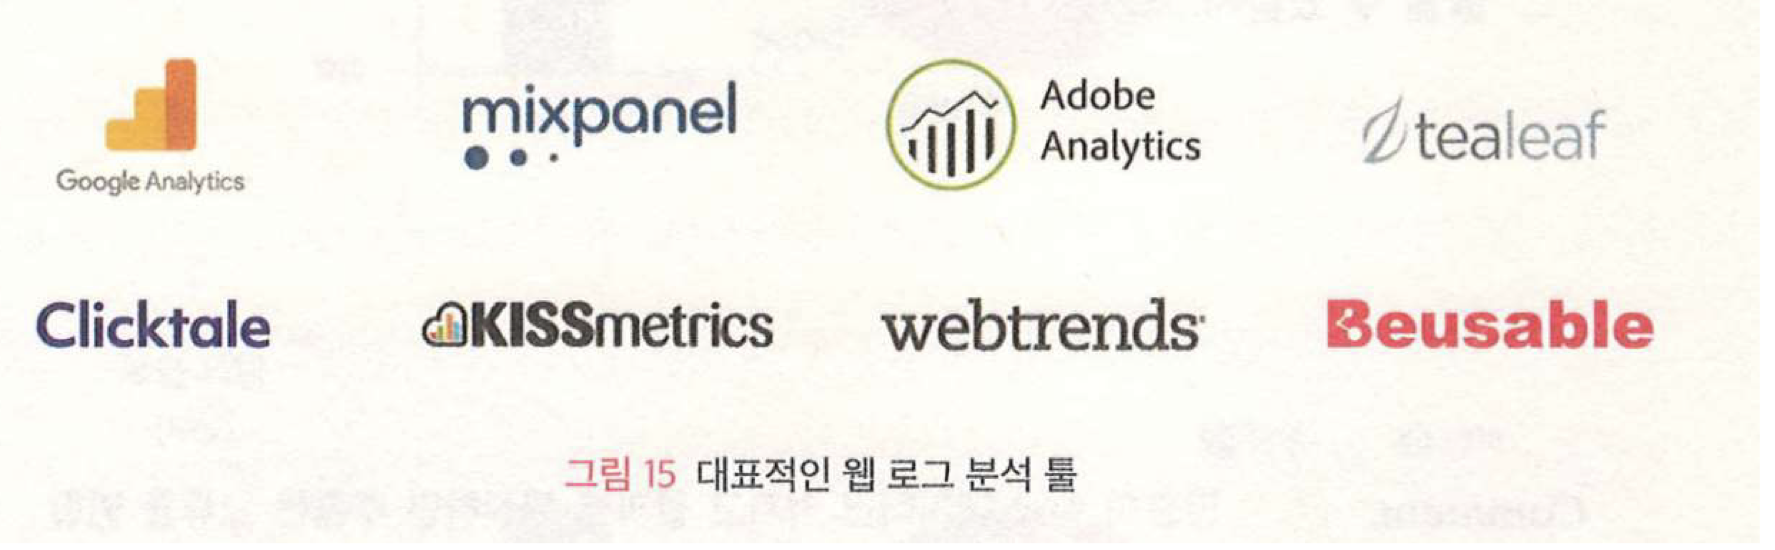 Google Analytics
mixpanel
Adobe
Analytics
tealeaf
Clicktale
KISSmetrics
webtrends
Beusable
그림 15 대표적인 웹 로그 분석 툴